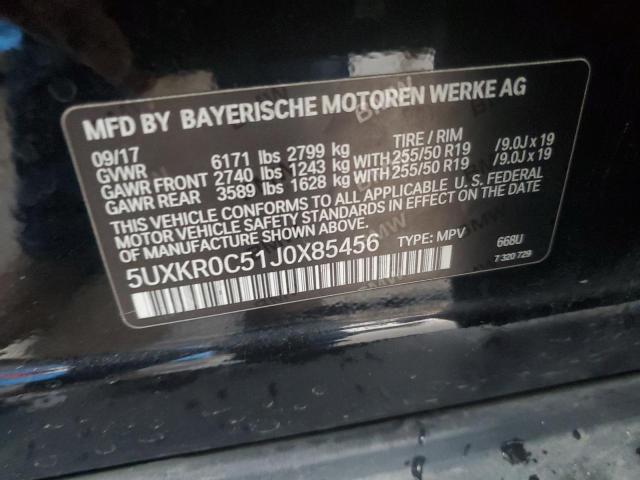 MFD BY BAYERISCHE MOTOREN WERKE AG
09/17 TIRE / RIM
GVWR 6171 lbs 2799 kg
GAWR FRONT 2740 lbs 1243 kg WITH 255/50 R19 /9.0J x 19
GAWR REAR 3589 lbs 1628 kg WITH 255/50 R19 /9.0J x 19
THIS VEHICLE CONFORMS TO ALL APPLICABLE U. S. FEDERAL
MOTOR VEHICLE SAFETY STANDARDS IN EFFECT ON THE DATE
OF MANUFACTURE SHOWN ABOVE.
5UXKR0C51J0X85456 TYPE: MPV 668U
7 320 729